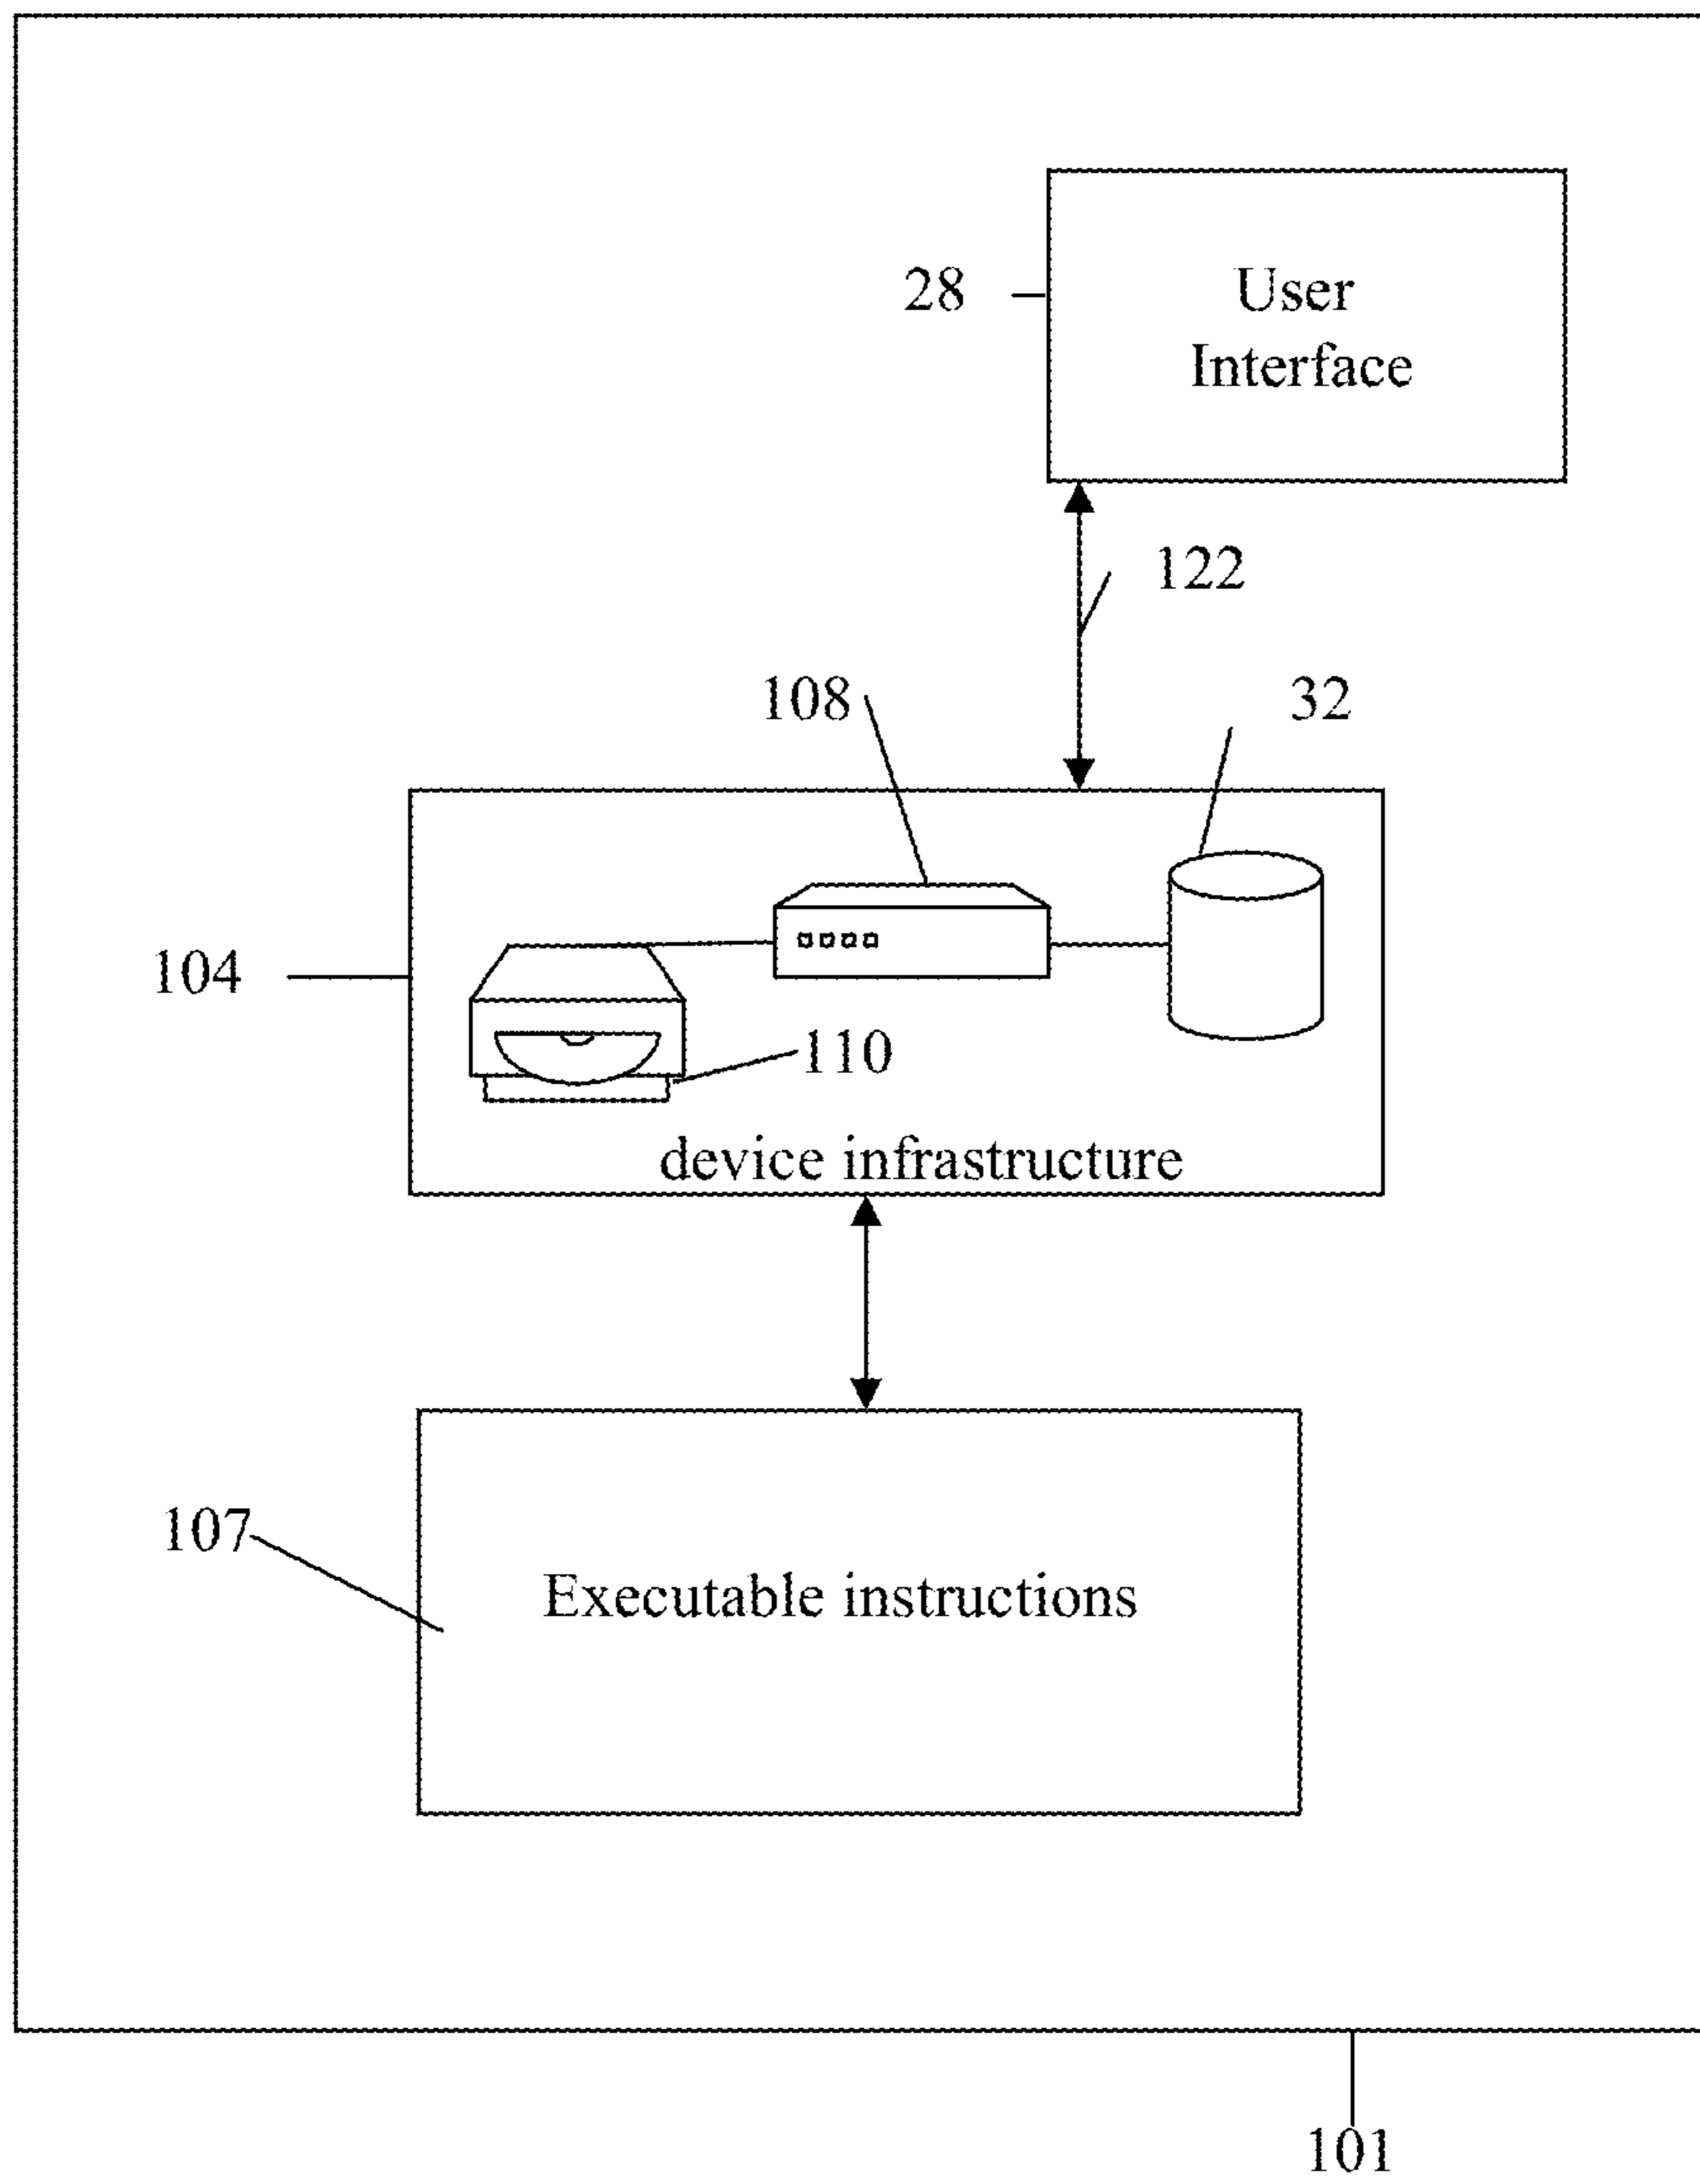 28
User
Interface
122
108
32
104
110
device infrastructure
107
Executable instructions
101